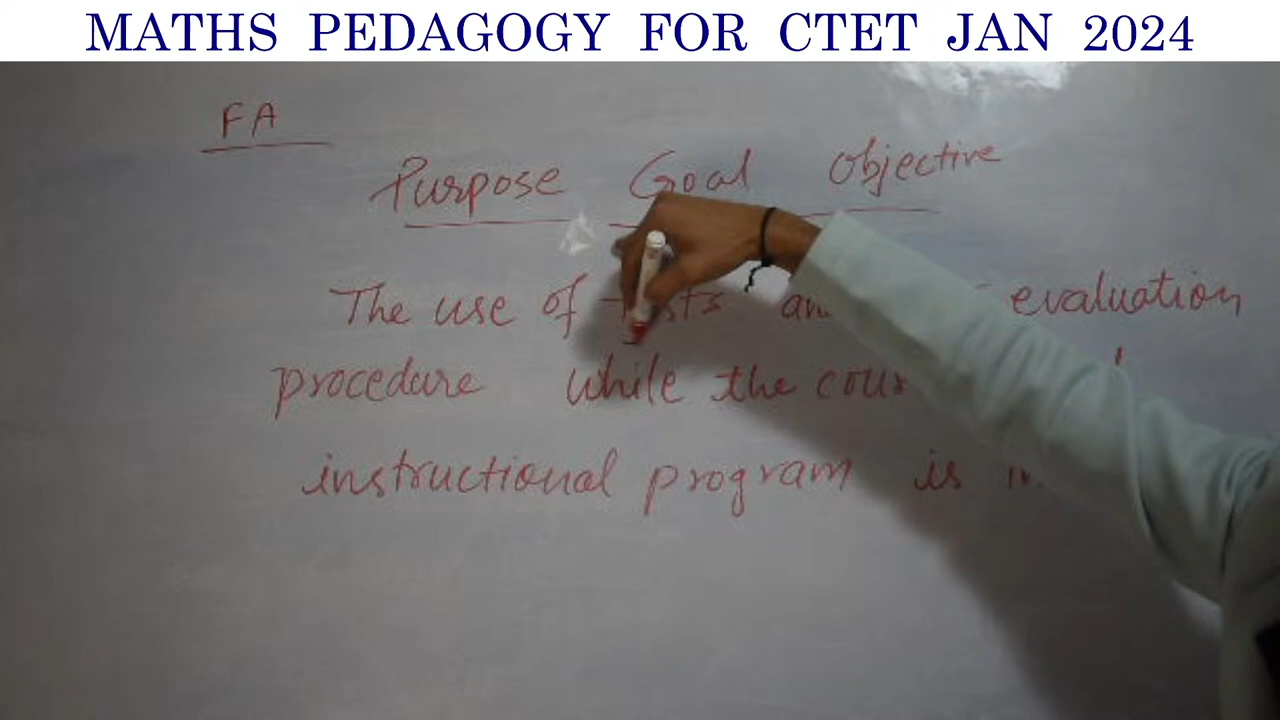 MATHS PEDAGOGY FOR CTET JAN 2024
FA
Purpose Goal Objective
The use of evaluation
procedure while the
instructional program is